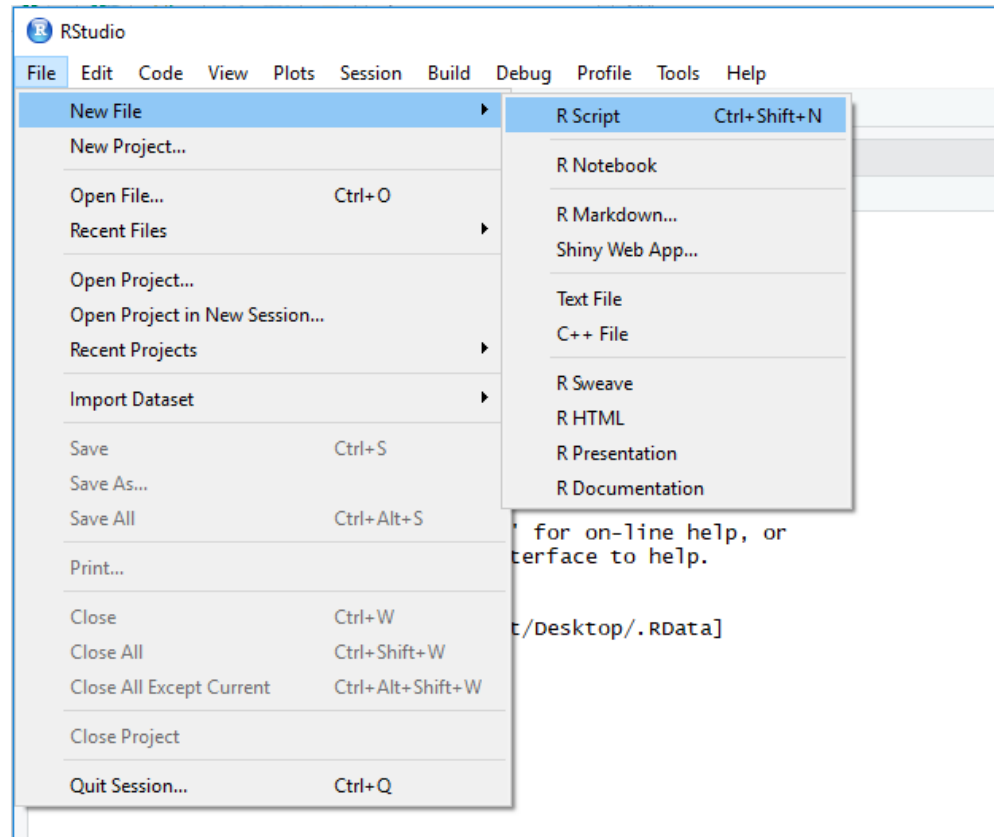 RStudio
File Edit Code View Plots Session Build Debug Profile Tools Help
New File
New Project...
Open File... Ctrl+O
Recent Files
Open Project...
Open Project in New Session...
Recent Projects
Import Dataset
Save Ctrl+S
Save As...
Save All Ctrl+Alt+S
Print...
Close Ctrl+W
Close All Ctrl+Shift+W
Close All Except Current Ctrl+Alt+Shift+W
Close Project
Quit Session... Ctrl+Q
R Script Ctrl+Shift+N
R Notebook
R Markdown...
Shiny Web App...
Text File
C++ File
R Sweave
R HTML
R Presentation
R Documentation
' for on-line help, or
terface to help.
t/Desktop/.RData]